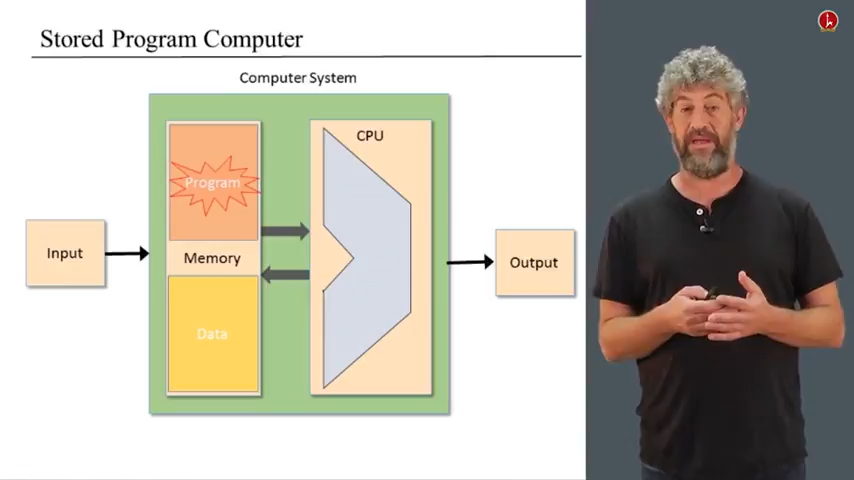 Stored Program Computer
Computer System
CPU
Program
Input
Memory
Output
Data